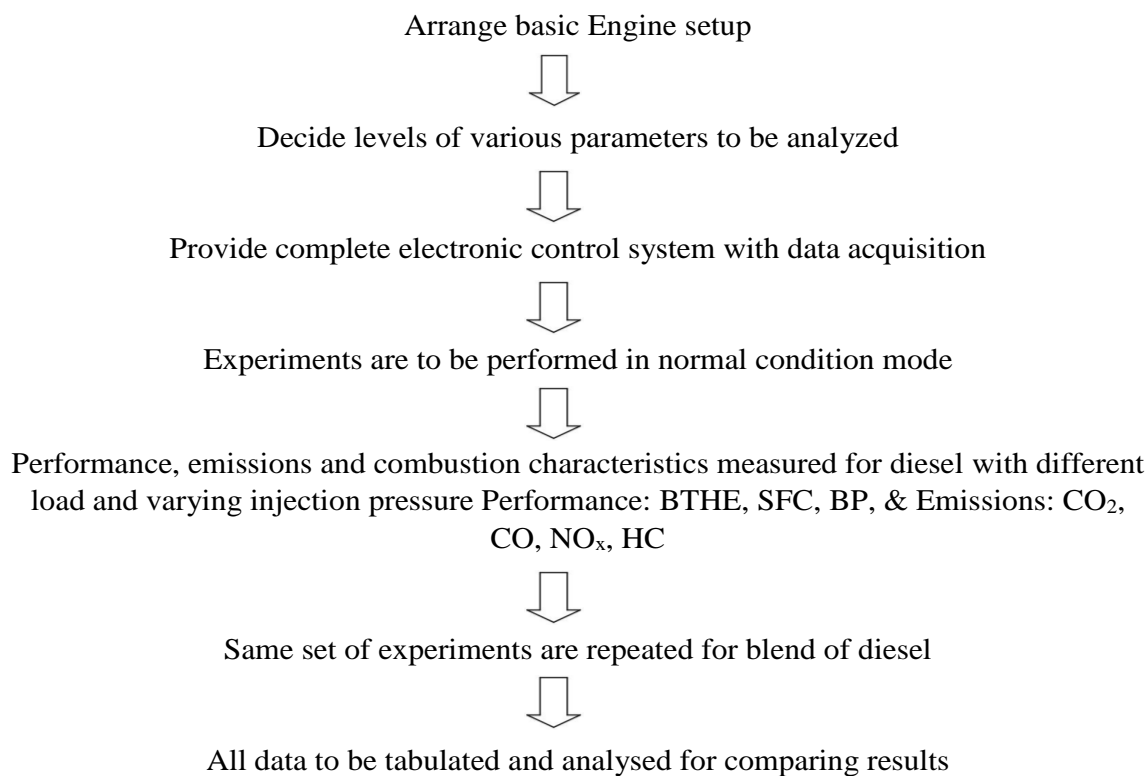 Arrange basic Engine setup
Decide levels of various parameters to be analyzed
Provide complete electronic control system with data acquisition
Experiments are to be performed in normal condition mode
Performance, emissions and combustion characteristics measured for diesel with different
load and varying injection pressure Performance: BTHE, SFC, BP, & Emissions: CO₂,
CO, NOₓ, HC
Same set of experiments are repeated for blend of diesel
All data to be tabulated and analysed for comparing results